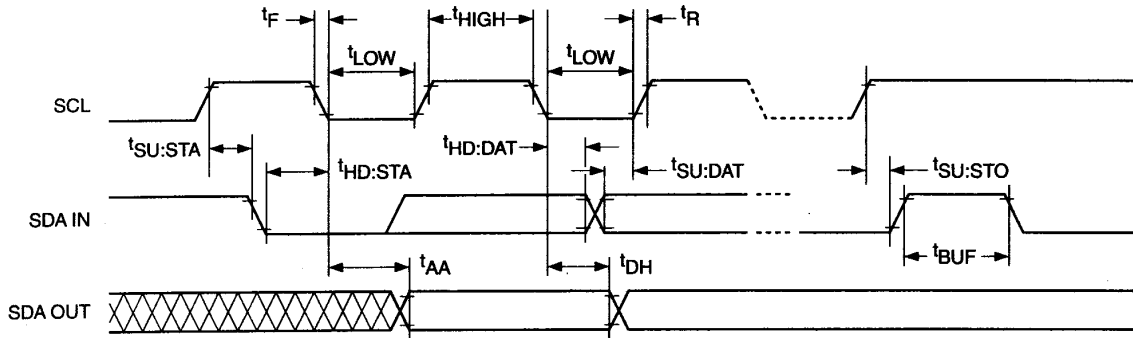 tF
tHIGH
tR
tLOW
tLOW
SCL
tSU:STA
tHD:STA
tHD:DAT
tSU:DAT
tSU:STO
SDA IN
tBUF
tAA
tDH
SDA OUT